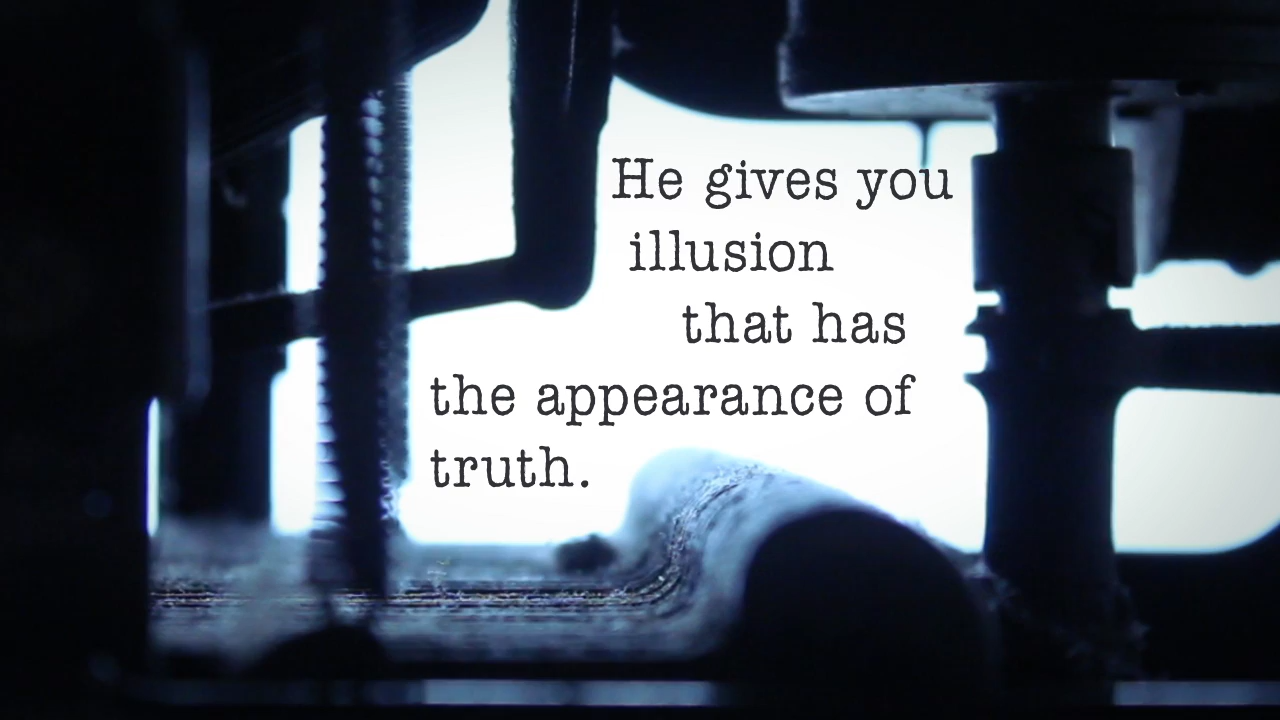 He gives you
illusion
that has
the appearance of
truth.